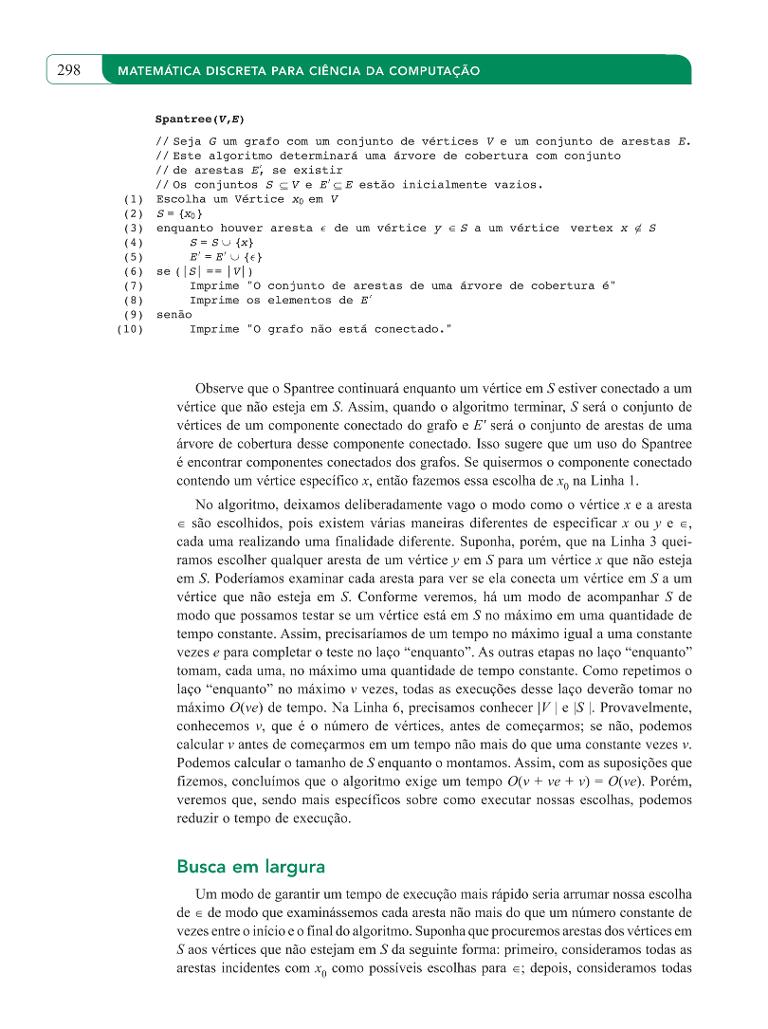 298 MATEMÁTICA DISCRETA PARA CIÊNCIA DA COMPUTAÇÃO
Spantree(V,E)
// Seja G um grafo com um conjunto de vértices V e um conjunto de arestas E.
// Este algoritmo determinará uma árvore de cobertura com conjunto
// de arestas E′, se existir
// Os conjuntos S ⊆ V e E′ ⊆ E estão inicialmente vazios.
(1) Escolha um Vértice x₀ em V
(2) S = {x₀}
(3) enquanto houver aresta ϵ de um vértice y ∈ S a um vértice vertex x ∉ S
(4) S = S ∪ {x}
(5) E′ = E′ ∪ {ϵ}
(6) se (|S| == |V|)
(7) Imprime "O conjunto de arestas de uma árvore de cobertura é"
(8) Imprime os elementos de E′
(9) senão
(10) Imprime "O grafo não está conectado."
Observe que o Spantree continuará enquanto um vértice em S estiver conectado a um
vértice que não esteja em S. Assim, quando o algoritmo terminar, S será o conjunto de
vértices de um componente conectado do grafo e E' será o conjunto de arestas de uma
árvore de cobertura desse componente conectado. Isso sugere que um uso do Spantree
é encontrar componentes conectados dos grafos. Se quisermos o componente conectado
contendo um vértice específico x, então fazemos essa escolha de x₀ na Linha 1.
No algoritmo, deixamos deliberadamente vago o modo como o vértice x e a aresta
∈ são escolhidos, pois existem várias maneiras diferentes de especificar x ou y e ∈,
cada uma realizando uma finalidade diferente. Suponha, porém, que na Linha 3 quei-
ramos escolher qualquer aresta de um vértice y em S para um vértice x que não esteja
em S. Poderíamos examinar cada aresta para ver se ela conecta um vértice em S a um
vértice que não esteja em S. Conforme veremos, há um modo de acompanhar S de
modo que possamos testar se um vértice está em S no máximo em uma quantidade de
tempo constante. Assim, precisaríamos de um tempo no máximo igual a uma constante
vezes e para completar o teste no laço “enquanto”. As outras etapas no laço “enquanto”
tomam, cada uma, no máximo uma quantidade de tempo constante. Como repetimos o
laço “enquanto” no máximo v vezes, todas as execuções desse laço deverão tomar no
máximo O(ve) de tempo. Na Linha 6, precisamos conhecer |V | e |S |. Provavelmente,
conhecemos v, que é o número de vértices, antes de começarmos; se não, podemos
calcular v antes de começarmos em um tempo não mais do que uma constante vezes v.
Podemos calcular o tamanho de S enquanto o montamos. Assim, com as suposições que
fizemos, concluímos que o algoritmo exige um tempo O(v + ve + v) = O(ve). Porém,
veremos que, sendo mais específicos sobre como executar nossas escolhas, podemos
reduzir o tempo de execução.
Busca em largura
Um modo de garantir um tempo de execução mais rápido seria arrumar nossa escolha
de ∈ de modo que examinássemos cada aresta não mais do que um número constante de
vezes entre o início e o final do algoritmo. Suponha que procuremos arestas dos vértices em
S aos vértices que não estejam em S da seguinte forma: primeiro, consideramos todas as
arestas incidentes com x₀ como possíveis escolhas para ∈; depois, consideramos todas